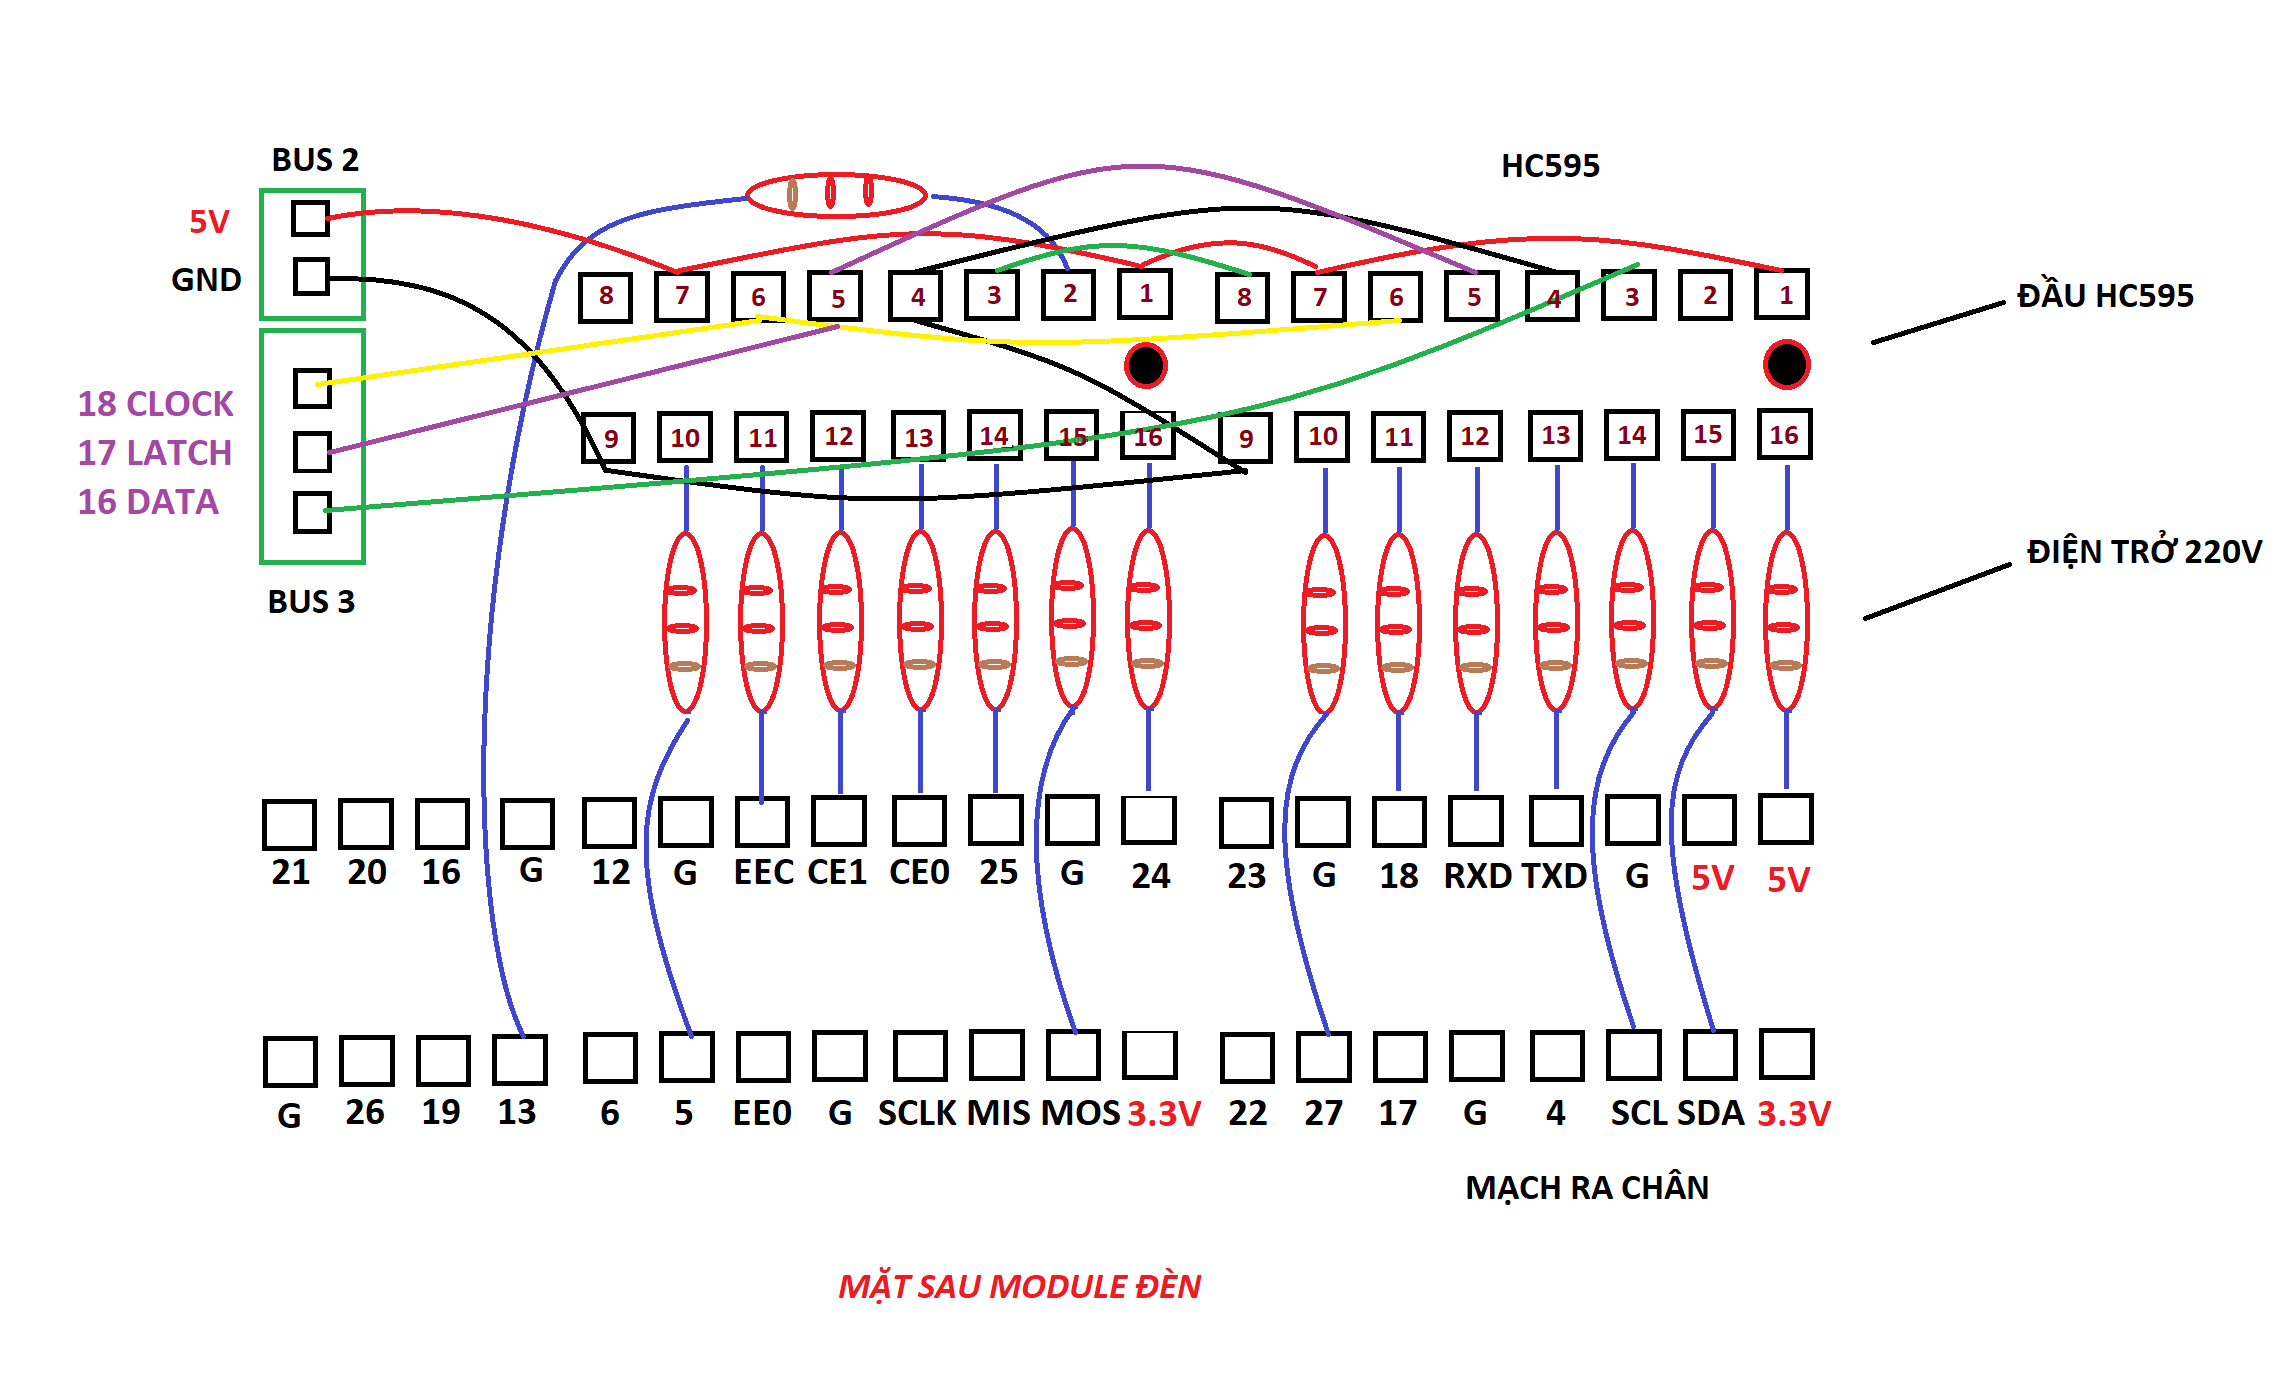 BUS 2
HC595
5V
GND
8 7 6 5 4 3 2 1 8 7 6 5 4 3 2 1
ĐẦU HC595
18 CLOCK
17 LATCH
16 DATA
9 10 11 12 13 14 15 16 9 10 11 12 13 14 15 16
BUS 3
ĐIỆN TRỞ 220V
21 20 16 G 12 G EEC CE1 CE0 25 G 24 23 G 18 RXD TXD G 5V 5V
G 26 19 13 6 5 EE0 G SCLK MIS MOS 3.3V 22 27 17 G 4 SCL SDA 3.3V
MẠCH RA CHÂN
MẶT SAU MODULE ĐÈN